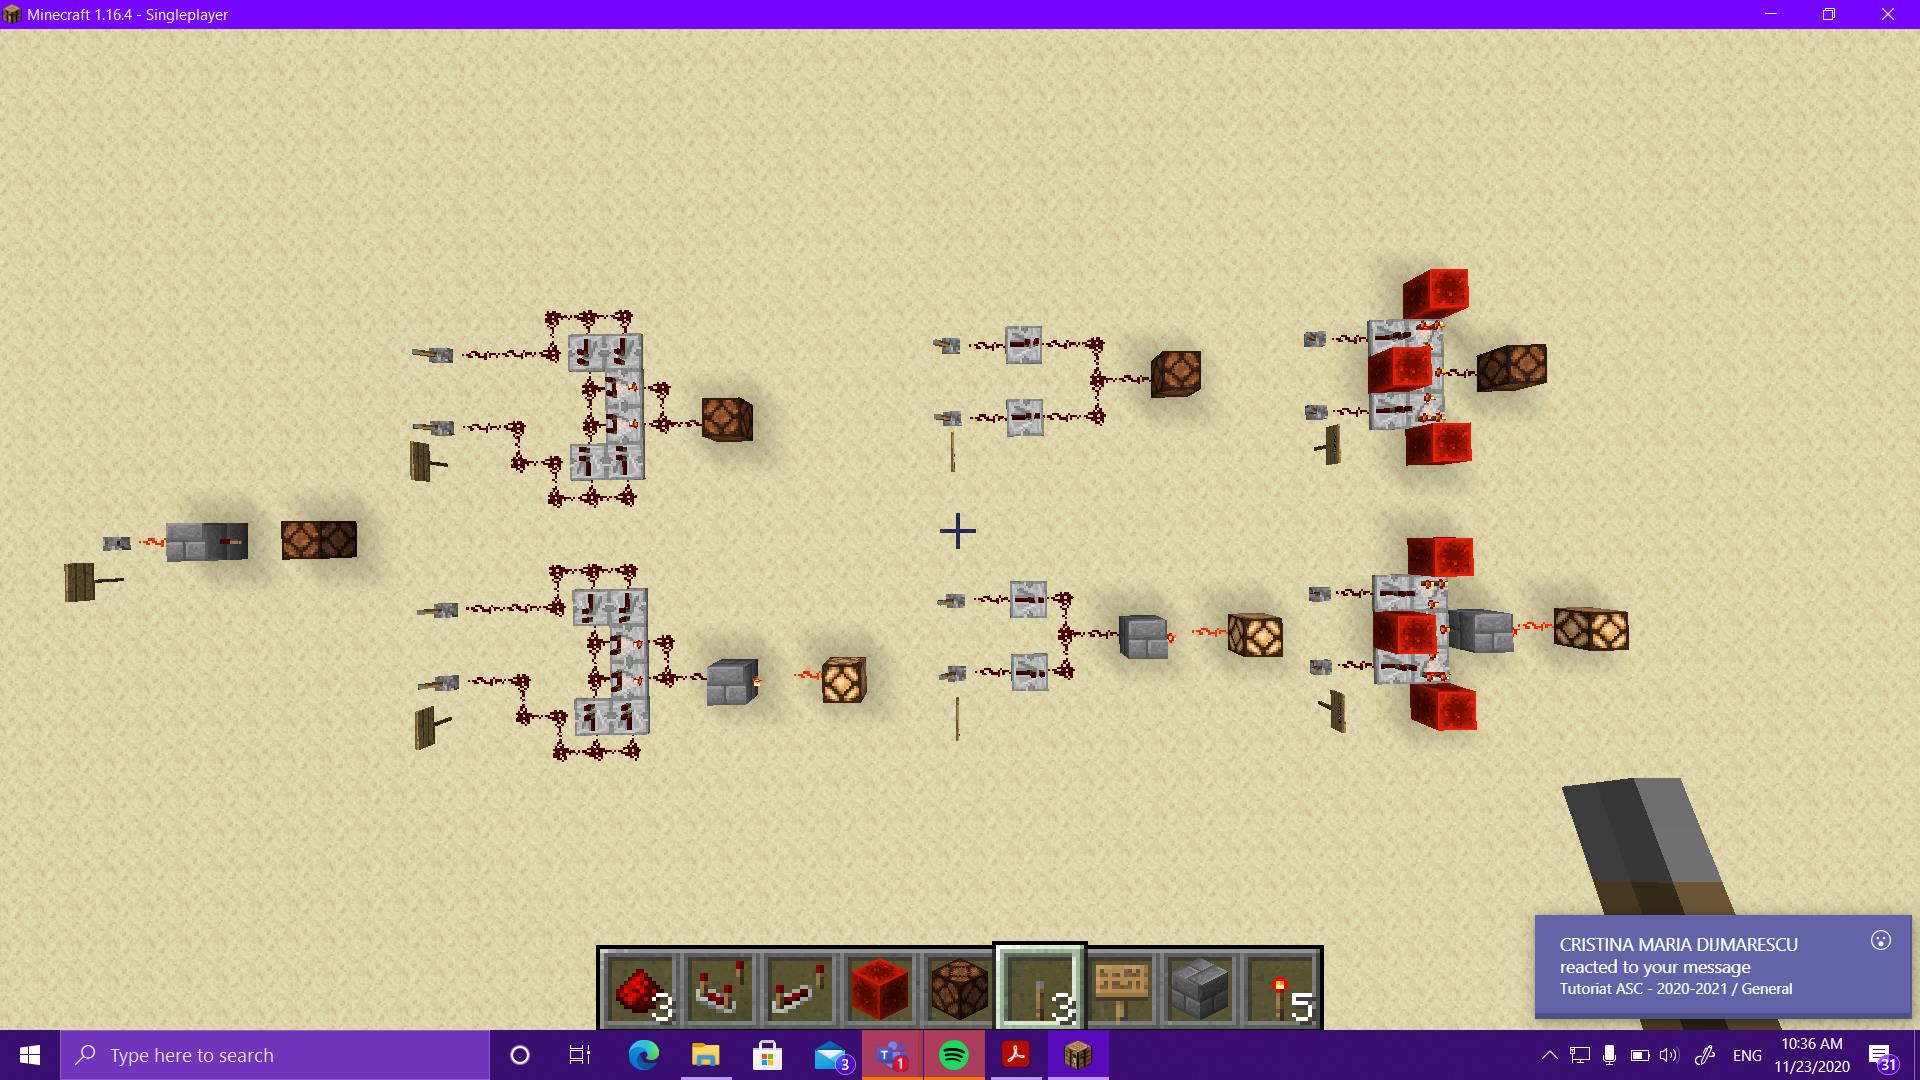 Minecraft 1.16.4 - Singleplayer
3
3
5
CRISTINA MARIA DIJMARESCU
reacted to your message
Tutoriat ASC - 2020-2021 / General
Type here to search
3
1
ENG
10:36 AM
11/23/2020
31